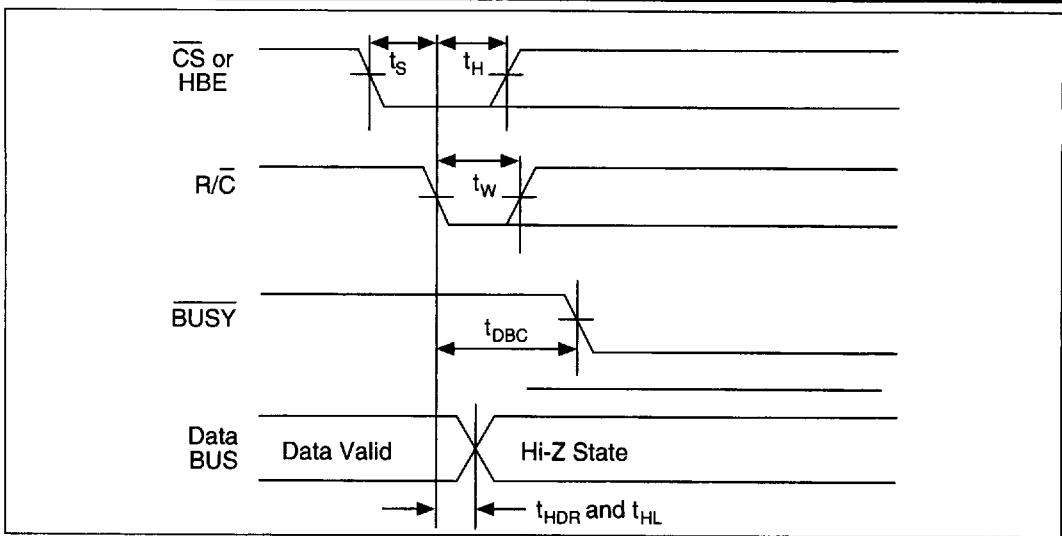 CS or
HBE
tS
tH
R/C
tW
BUSY
tDBC
Data
BUS
Data Valid
Hi-Z State
tHDR and tHL